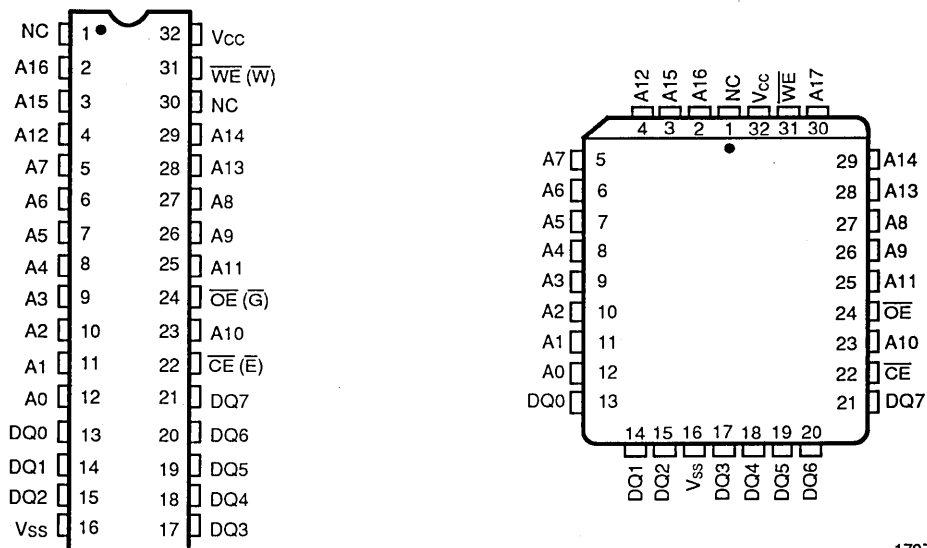 NC 1 32 VCC
A16 2 31 W̅E̅ (W̅)
A15 3 30 NC
A12 4 29 A14
A7 5 28 A13
A6 6 27 A8
A5 7 26 A9
A4 8 25 A11
A3 9 24 O̅E̅ (G̅)
A2 10 23 A10
A1 11 22 C̅E̅ (E̅)
A0 12 21 DQ7
DQ0 13 20 DQ6
DQ1 14 19 DQ5
DQ2 15 18 DQ4
VSS 16 17 DQ3
A12 A15 A16 NC VCC W̅E̅ A17
4 3 2 1 32 31 30
A7 5 29 A14
A6 6 28 A13
A5 7 27 A8
A4 8 26 A9
A3 9 25 A11
A2 10 24 O̅E̅
A1 11 23 A10
A0 12 22 C̅E̅
DQ0 13 21 DQ7
14 15 16 17 18 19 20
DQ1 DQ2 VSS DQ3 DQ4 DQ5 DQ6